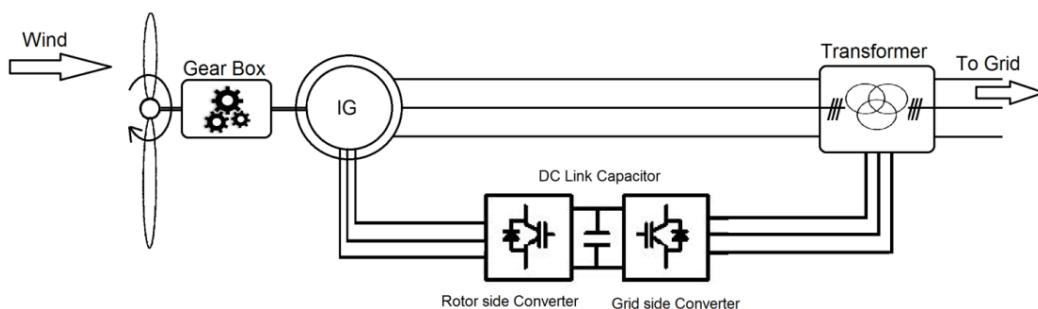 Wind
Gear Box
IG
Transformer
To Grid
DC Link Capacitor
Rotor side Converter
Grid side Converter